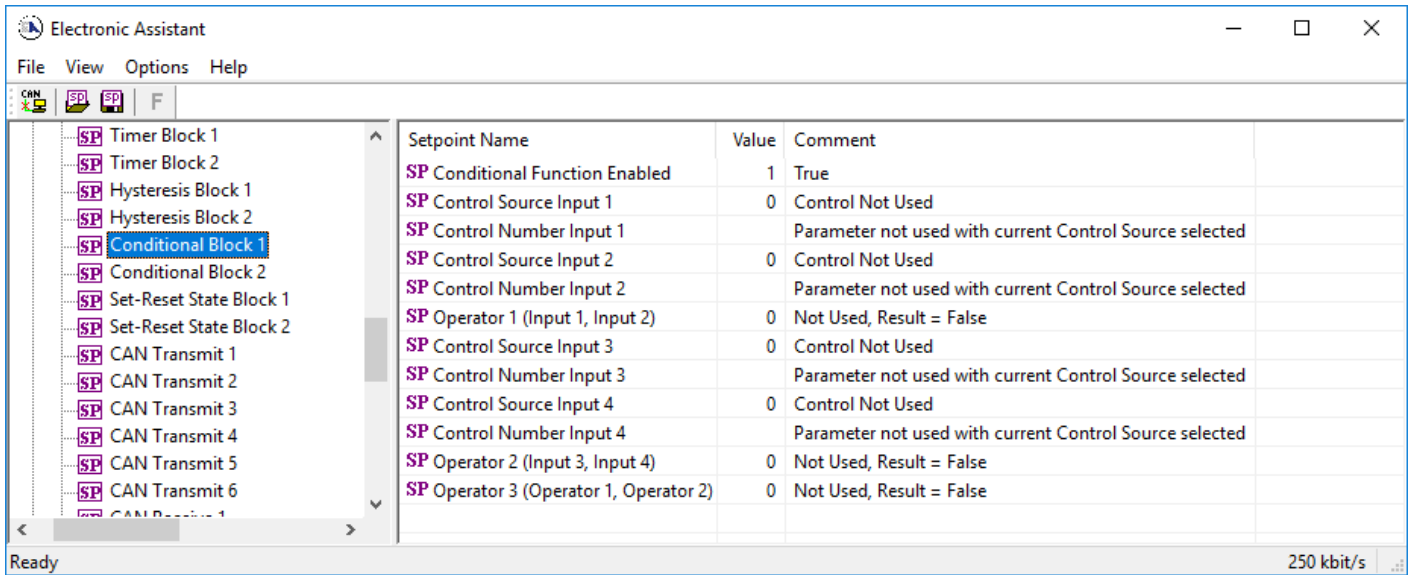 Electronic Assistant
File View Options Help
CAN SP SP F
SP Timer Block 1
SP Timer Block 2
SP Hysteresis Block 1
SP Hysteresis Block 2
SP Conditional Block 1
SP Conditional Block 2
SP Set-Reset State Block 1
SP Set-Reset State Block 2
SP CAN Transmit 1
SP CAN Transmit 2
SP CAN Transmit 3
SP CAN Transmit 4
SP CAN Transmit 5
SP CAN Transmit 6
Setpoint Name Value Comment
SP Conditional Function Enabled 1 True
SP Control Source Input 1 0 Control Not Used
SP Control Number Input 1 Parameter not used with current Control Source selected
SP Control Source Input 2 0 Control Not Used
SP Control Number Input 2 Parameter not used with current Control Source selected
SP Operator 1 (Input 1, Input 2) 0 Not Used, Result = False
SP Control Source Input 3 0 Control Not Used
SP Control Number Input 3 Parameter not used with current Control Source selected
SP Control Source Input 4 0 Control Not Used
SP Control Number Input 4 Parameter not used with current Control Source selected
SP Operator 2 (Input 3, Input 4) 0 Not Used, Result = False
SP Operator 3 (Operator 1, Operator 2) 0 Not Used, Result = False
Ready 250 kbit/s